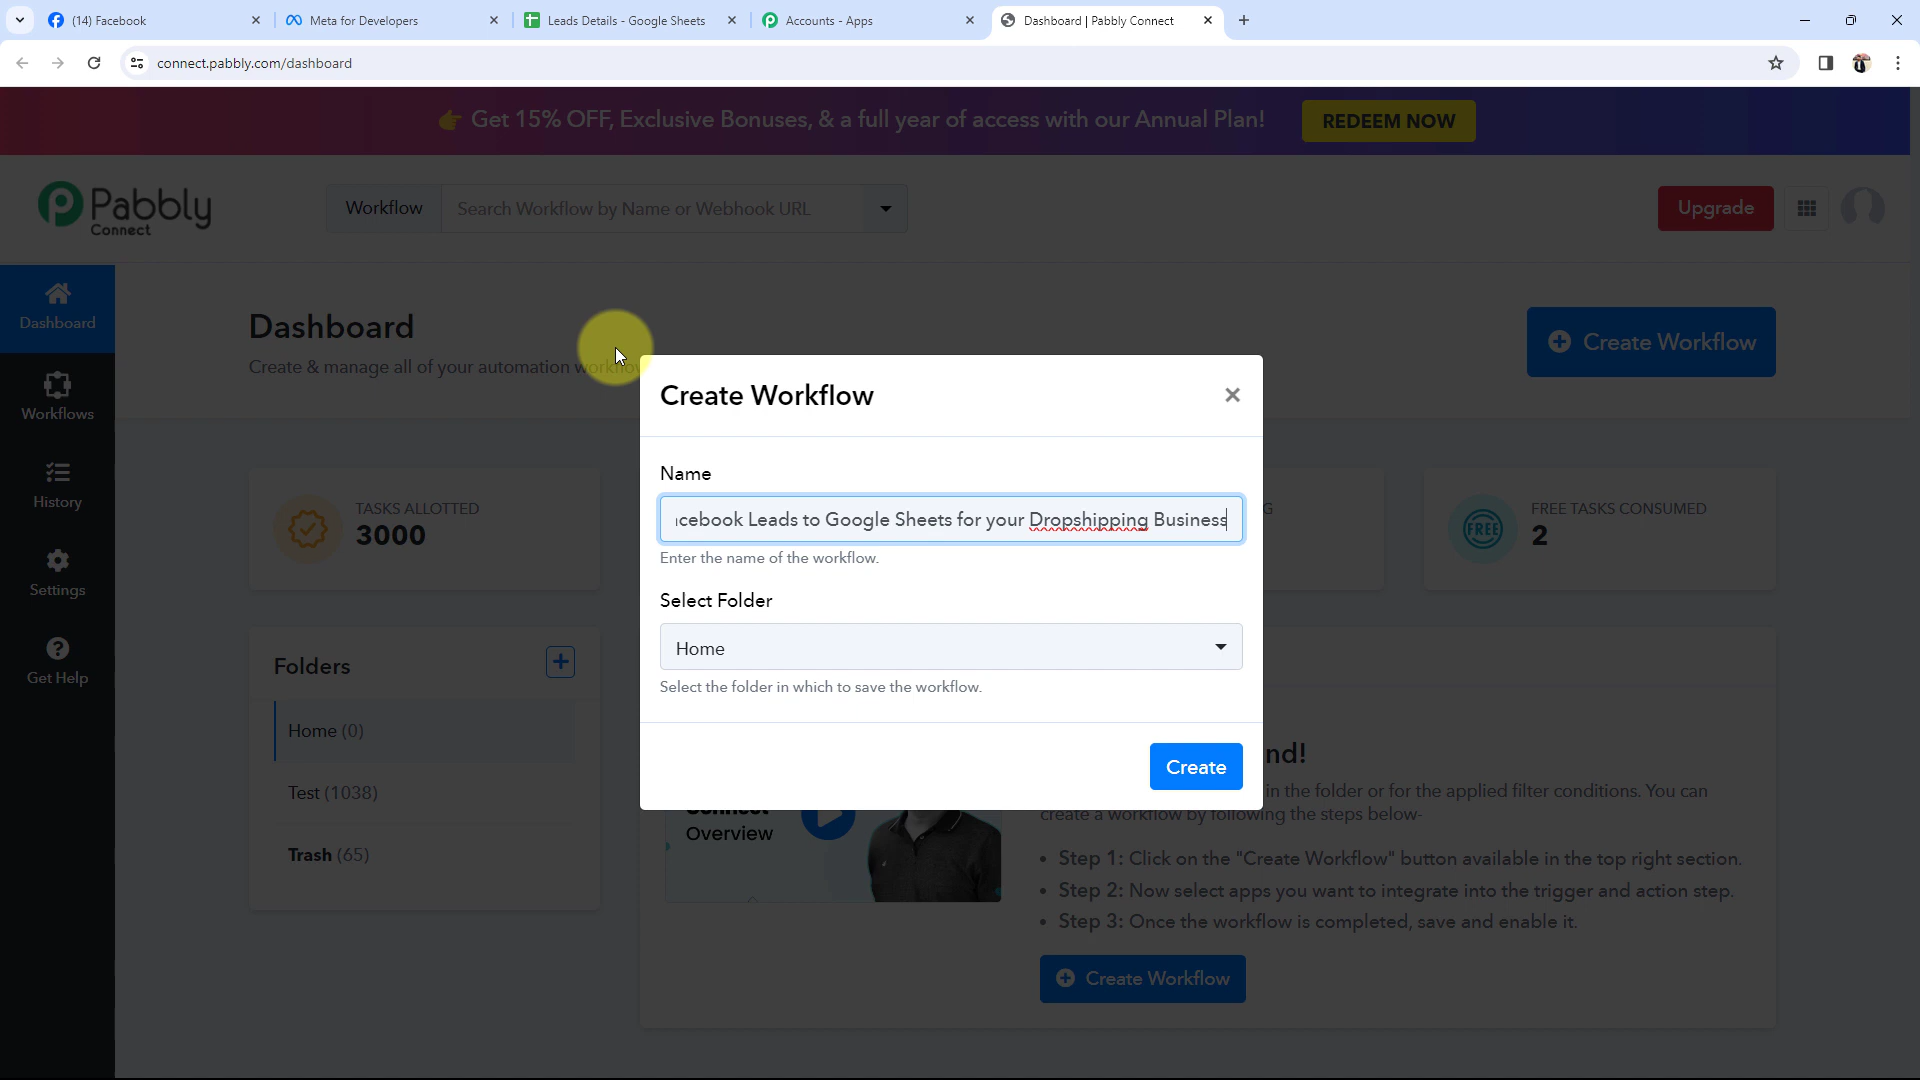 (14) Facebook
Meta for Developers
Leads Details - Google Sheets
Accounts - Apps
Dashboard | Pabbly Connect
connect.pabbly.com/dashboard
Get 15% OFF, Exclusive Bonuses, & a full year of access with our Annual Plan!
REDEEM NOW
Pabbly
Connect
Workflow
Search Workflow by Name or Webhook URL
Upgrade
Dashboard
Workflows
History
Settings
Get Help
Dashboard
Create & manage all of your automation
Create Workflow
TASKS ALLOTTED
3000
G
FREE TASKS CONSUMED
2
FREE
Folders
Home (0)
Test (1038)
Trash (65)
Create Workflow
Name
cebook Leads to Google Sheets for your Dropshipping Business
Enter the name of the workflow.
Select Folder
Home
Select the folder in which to save the workflow.
Create
nd!
in the folder or for the applied filter conditions. You can
create a workflow by following the steps below-
Connect
Overview
• Step 1: Click on the "Create Workflow" button available in the top right section.
• Step 2: Now select apps you want to integrate into the trigger and action step.
• Step 3: Once the workflow is completed, save and enable it.
Create Workflow